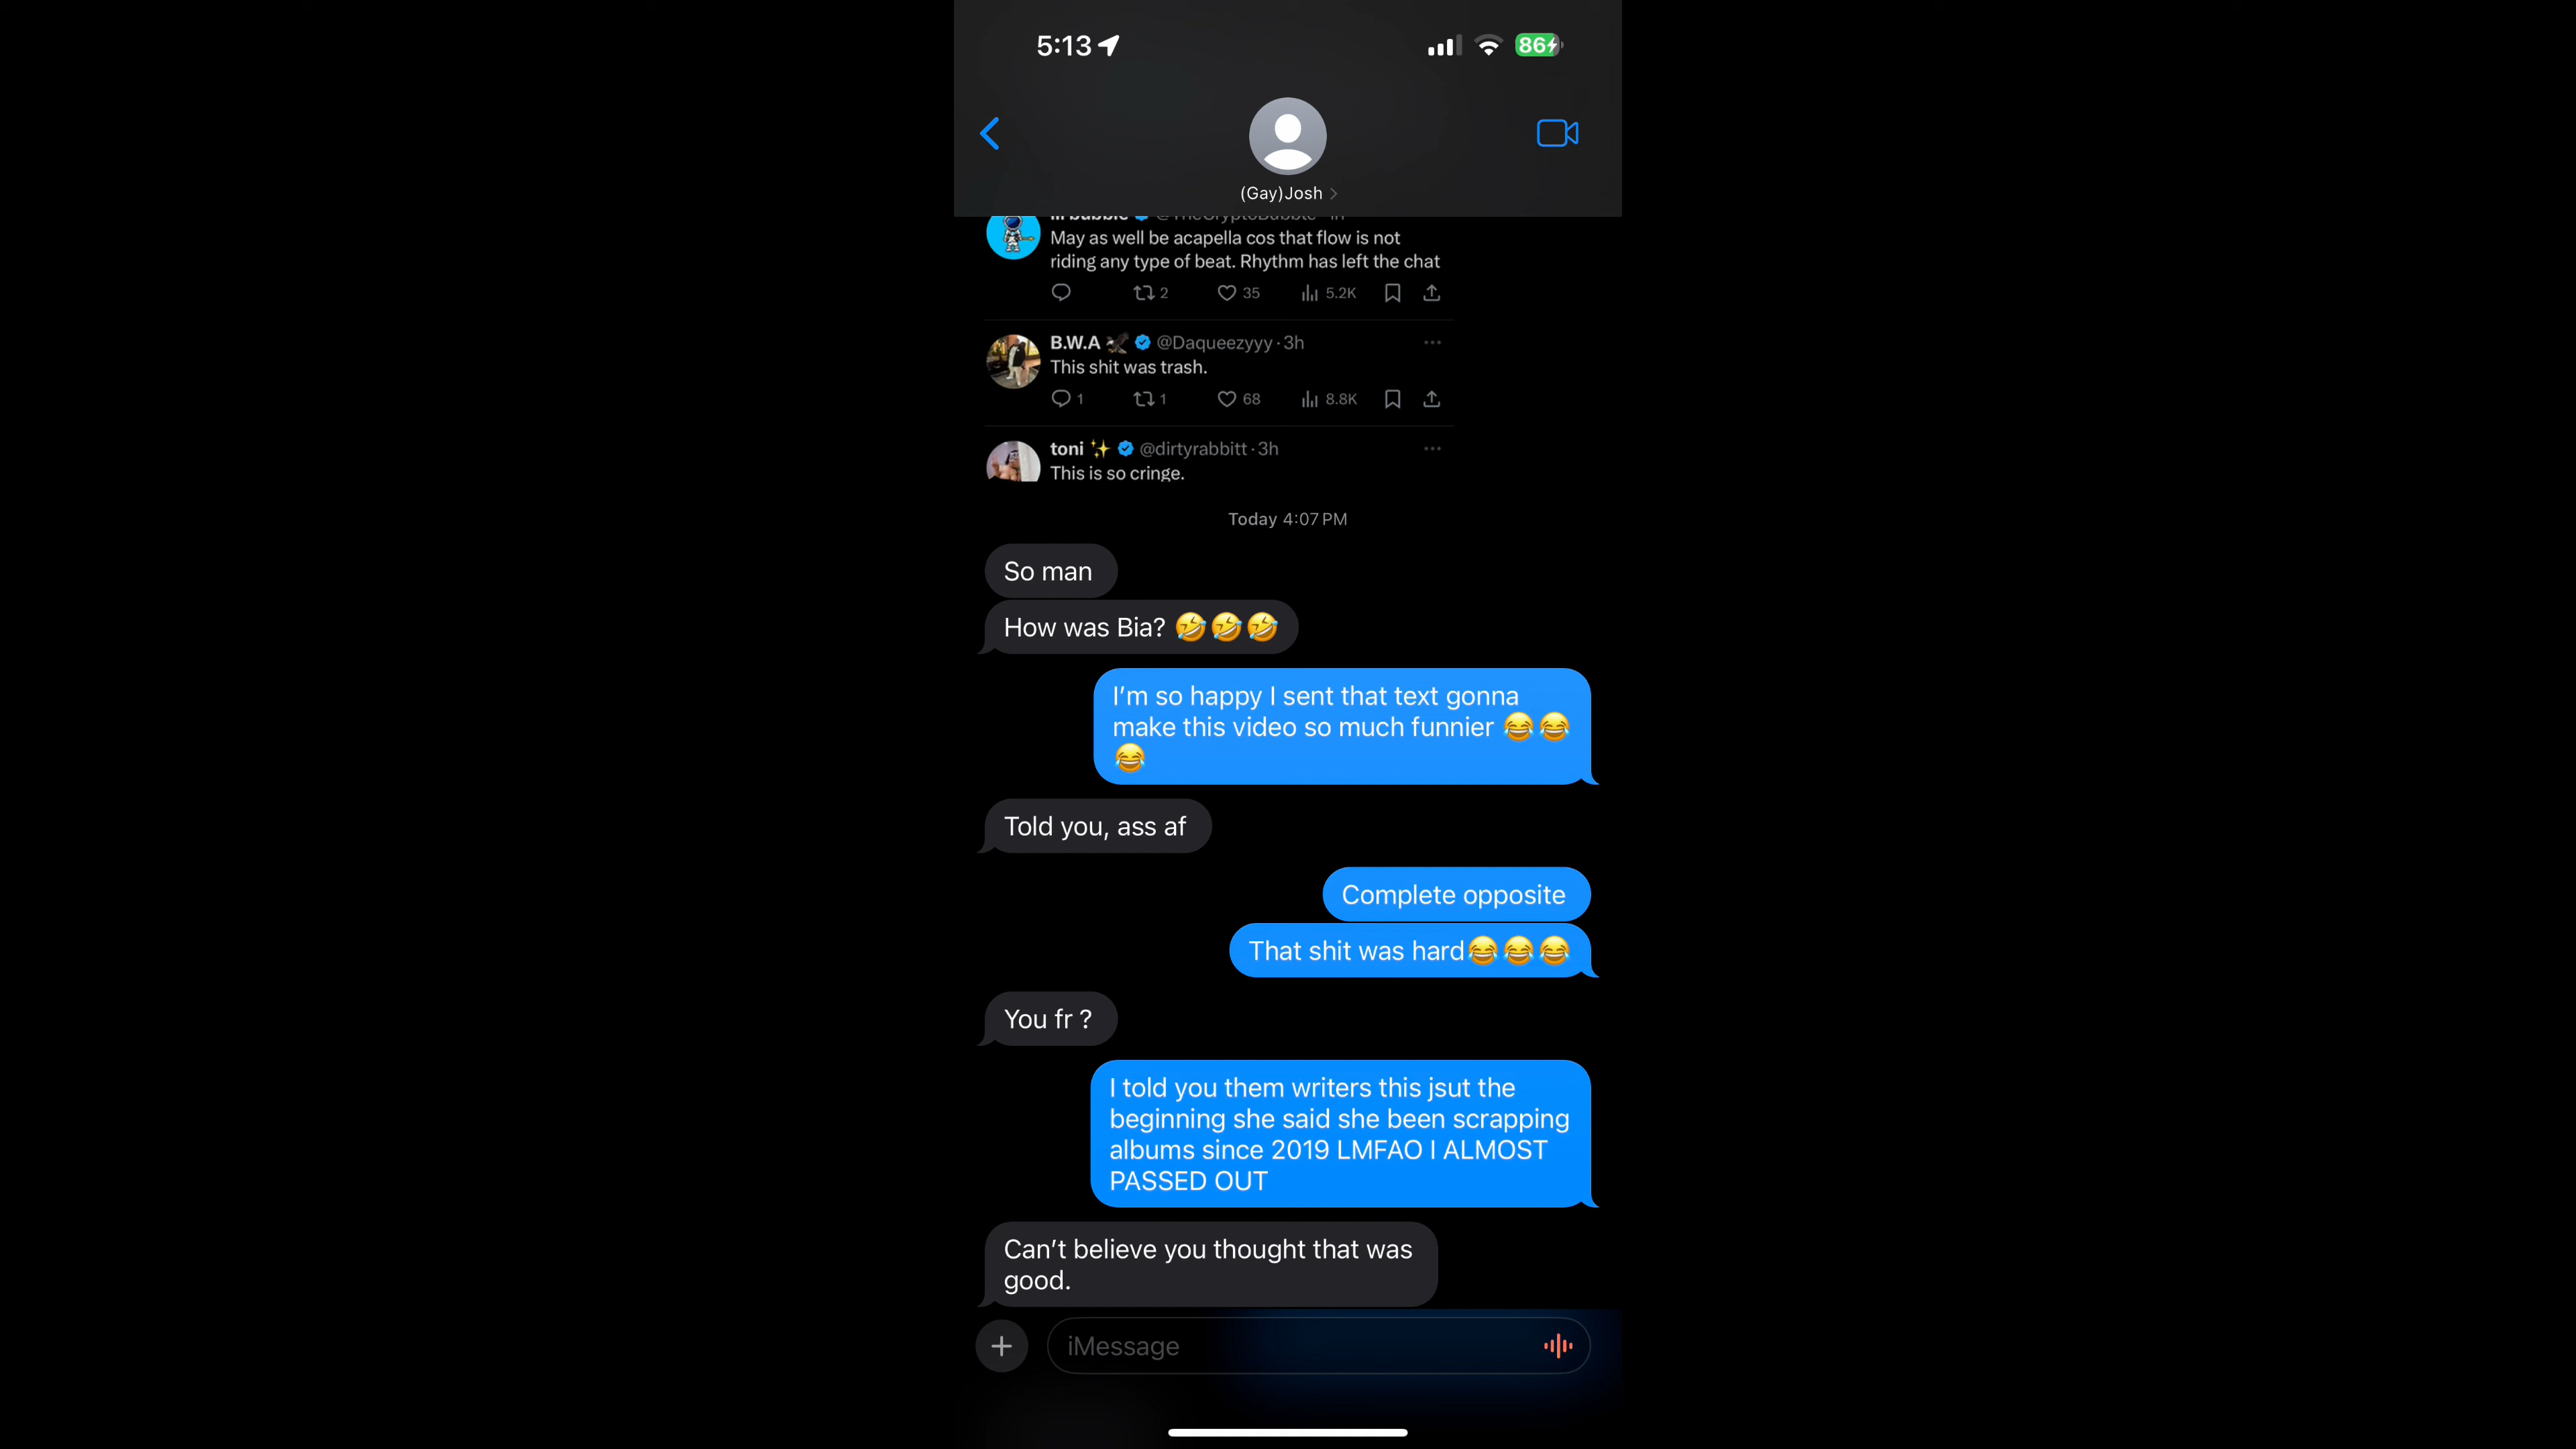 5:13
86
(Gay)Josh
lil bubble @TheCryptoBubble · 1h
May as well be acapella cos that flow is not
riding any type of beat. Rhythm has left the chat
2 35 5.2K
B.W.A @Daqueezyyy · 3h
This shit was trash.
1 1 68 8.8K
toni ✨ @dirtyrabbitt · 3h
This is so cringe.
Today 4:07 PM
So man
How was Bia? 🤣🤣🤣
I’m so happy I sent that text gonna
make this video so much funnier 😂😂
😂
Told you, ass af
Complete opposite
That shit was hard😂😂😂
You fr ?
I told you them writers this jsut the
beginning she said she been scrapping
albums since 2019 LMFAO I ALMOST
PASSED OUT
Can’t believe you thought that was
good.
iMessage